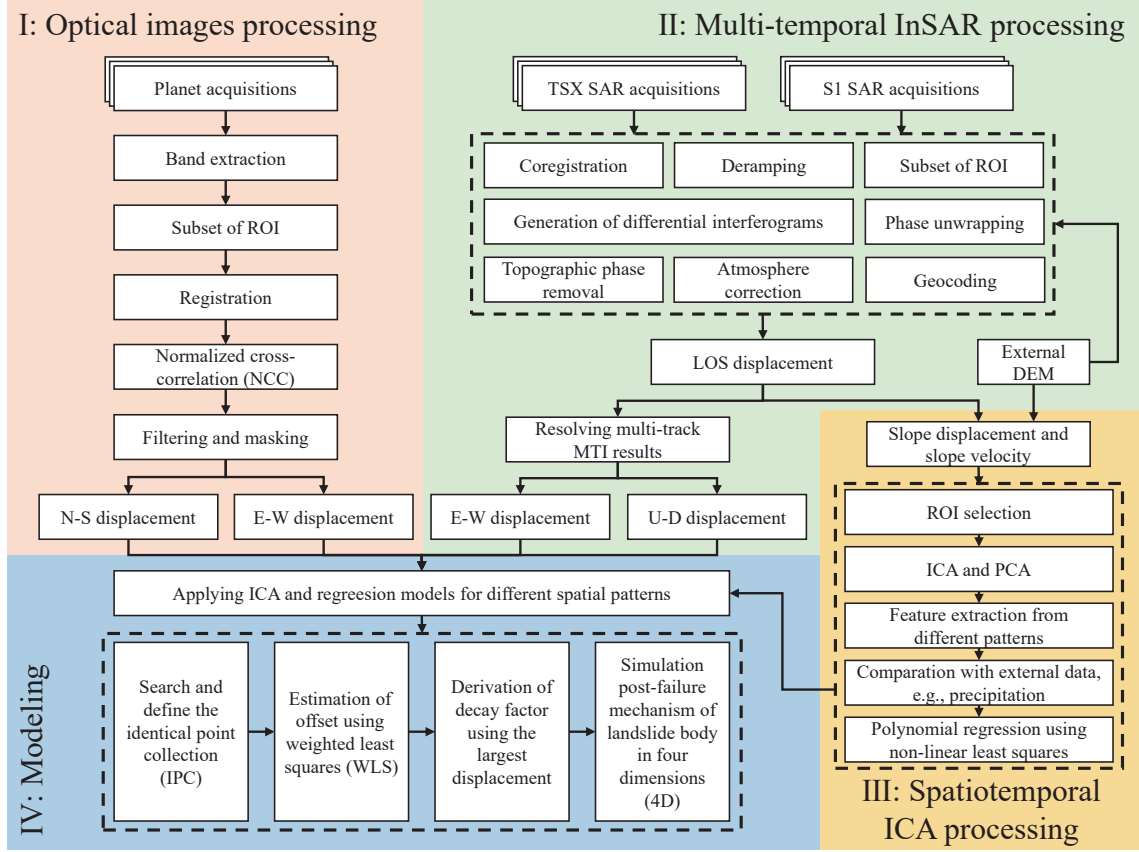 I: Optical images processing
Planet acquisitions
Band extraction
Subset of ROI
Registration
Normalized cross-
correlation (NCC)
Filtering and masking
N-S displacement
E-W displacement
II: Multi-temporal InSAR processing
TSX SAR acquisitions
S1 SAR acquisitions
Coregistration
Deramping
Subset of ROI
Generation of differential interferograms
Phase unwrapping
Topographic phase
removal
Atmosphere
correction
Geocoding
LOS displacement
External
DEM
Resolving multi-track
MTI results
E-W displacement
U-D displacement
Slope displacement and
slope velocity
ROI selection
ICA and PCA
Feature extraction from
different patterns
Comparation with external data,
e.g., precipitation
Polynomial regression using
non-linear least squares
III: Spatiotemporal
ICA processing
IV: Modeling
Applying ICA and regreesion models for different spatial patterns
Search and
define the
identical point
collection
(IPC)
Estimation of
offset using
weighted least
squares (WLS)
Derivation of
decay factor
using the
largest
displacement
Simulation
post-failure
mechanism of
landslide body
in four
dimensions
(4D)